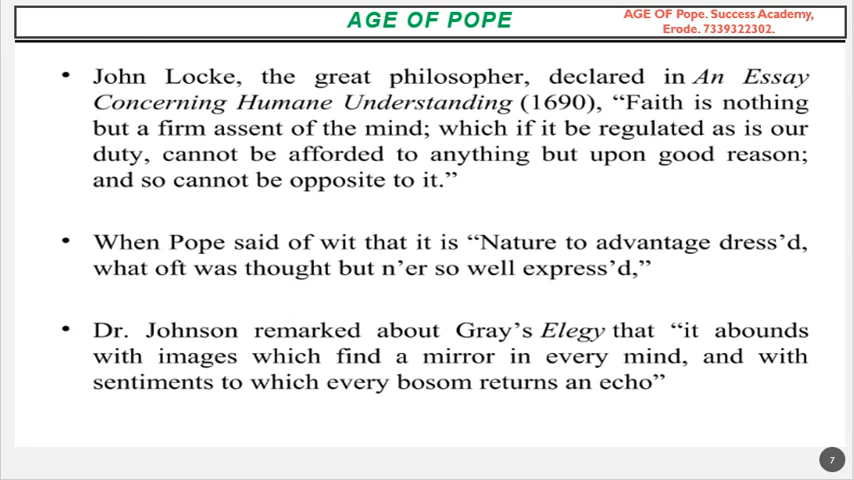 AGE OF POPE
AGE OF Pope. Success Academy,
Erode. 7339322302.
• John Locke, the great philosopher, declared in An Essay
Concerning Humane Understanding (1690), “Faith is nothing
but a firm assent of the mind; which if it be regulated as is our
duty, cannot be afforded to anything but upon good reason;
and so cannot be opposite to it.”
• When Pope said of wit that it is “Nature to advantage dress’d,
what oft was thought but n’er so well express’d,”
• Dr. Johnson remarked about Gray’s Elegy that “it abounds
with images which find a mirror in every mind, and with
sentiments to which every bosom returns an echo”
7